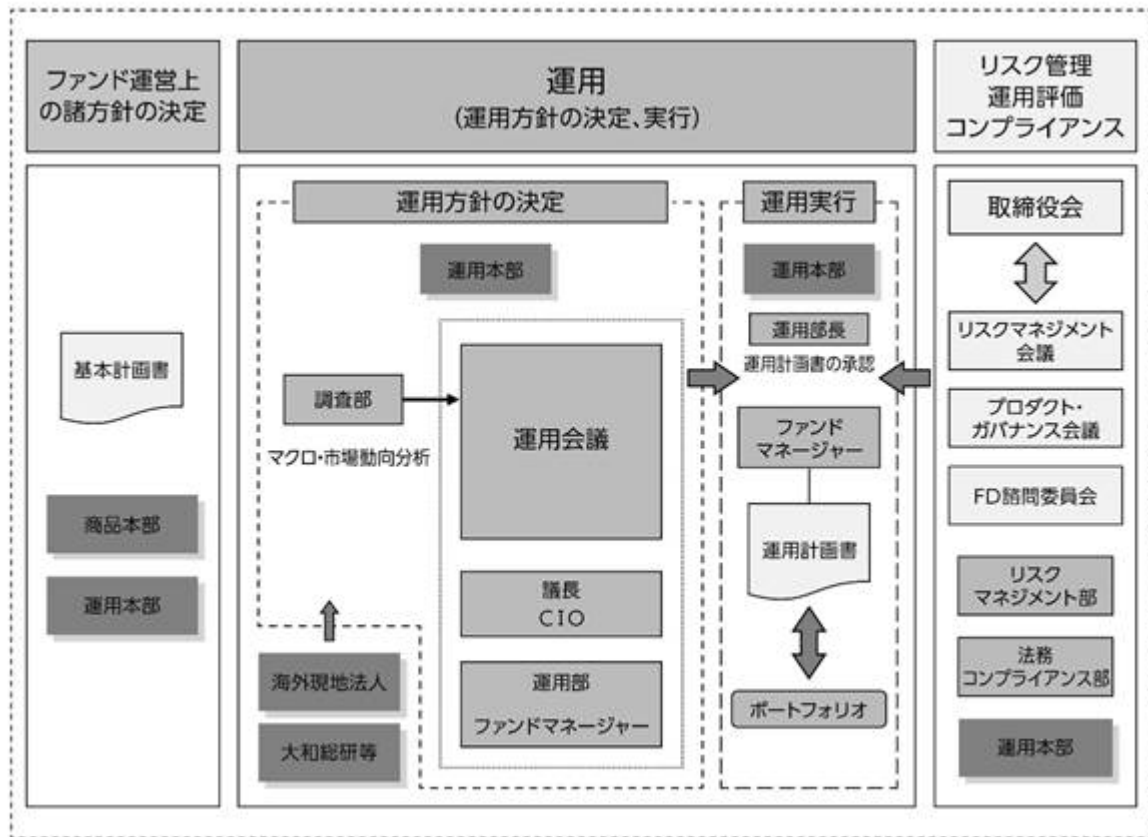 ファンド運営上
の諸方針の決定
運用
(運用方針の決定、実行)
リスク管理
運用評価
コンプライアンス
基本計画書
商品本部
運用本部
運用方針の決定
運用本部
調査部
マクロ・市場動向分析
運用会議
議長
CIO
運用部
ファンドマネージャー
海外現地法人
大和総研等
運用実行
運用本部
運用部長
運用計画書の承認
ファンド
マネージャー
運用計画書
ポートフォリオ
取締役会
リスクマネジメント
会議
プロダクト・
ガバナンス会議
FD諮問委員会
リスク
マネジメント部
法務
コンプライアンス部
運用本部